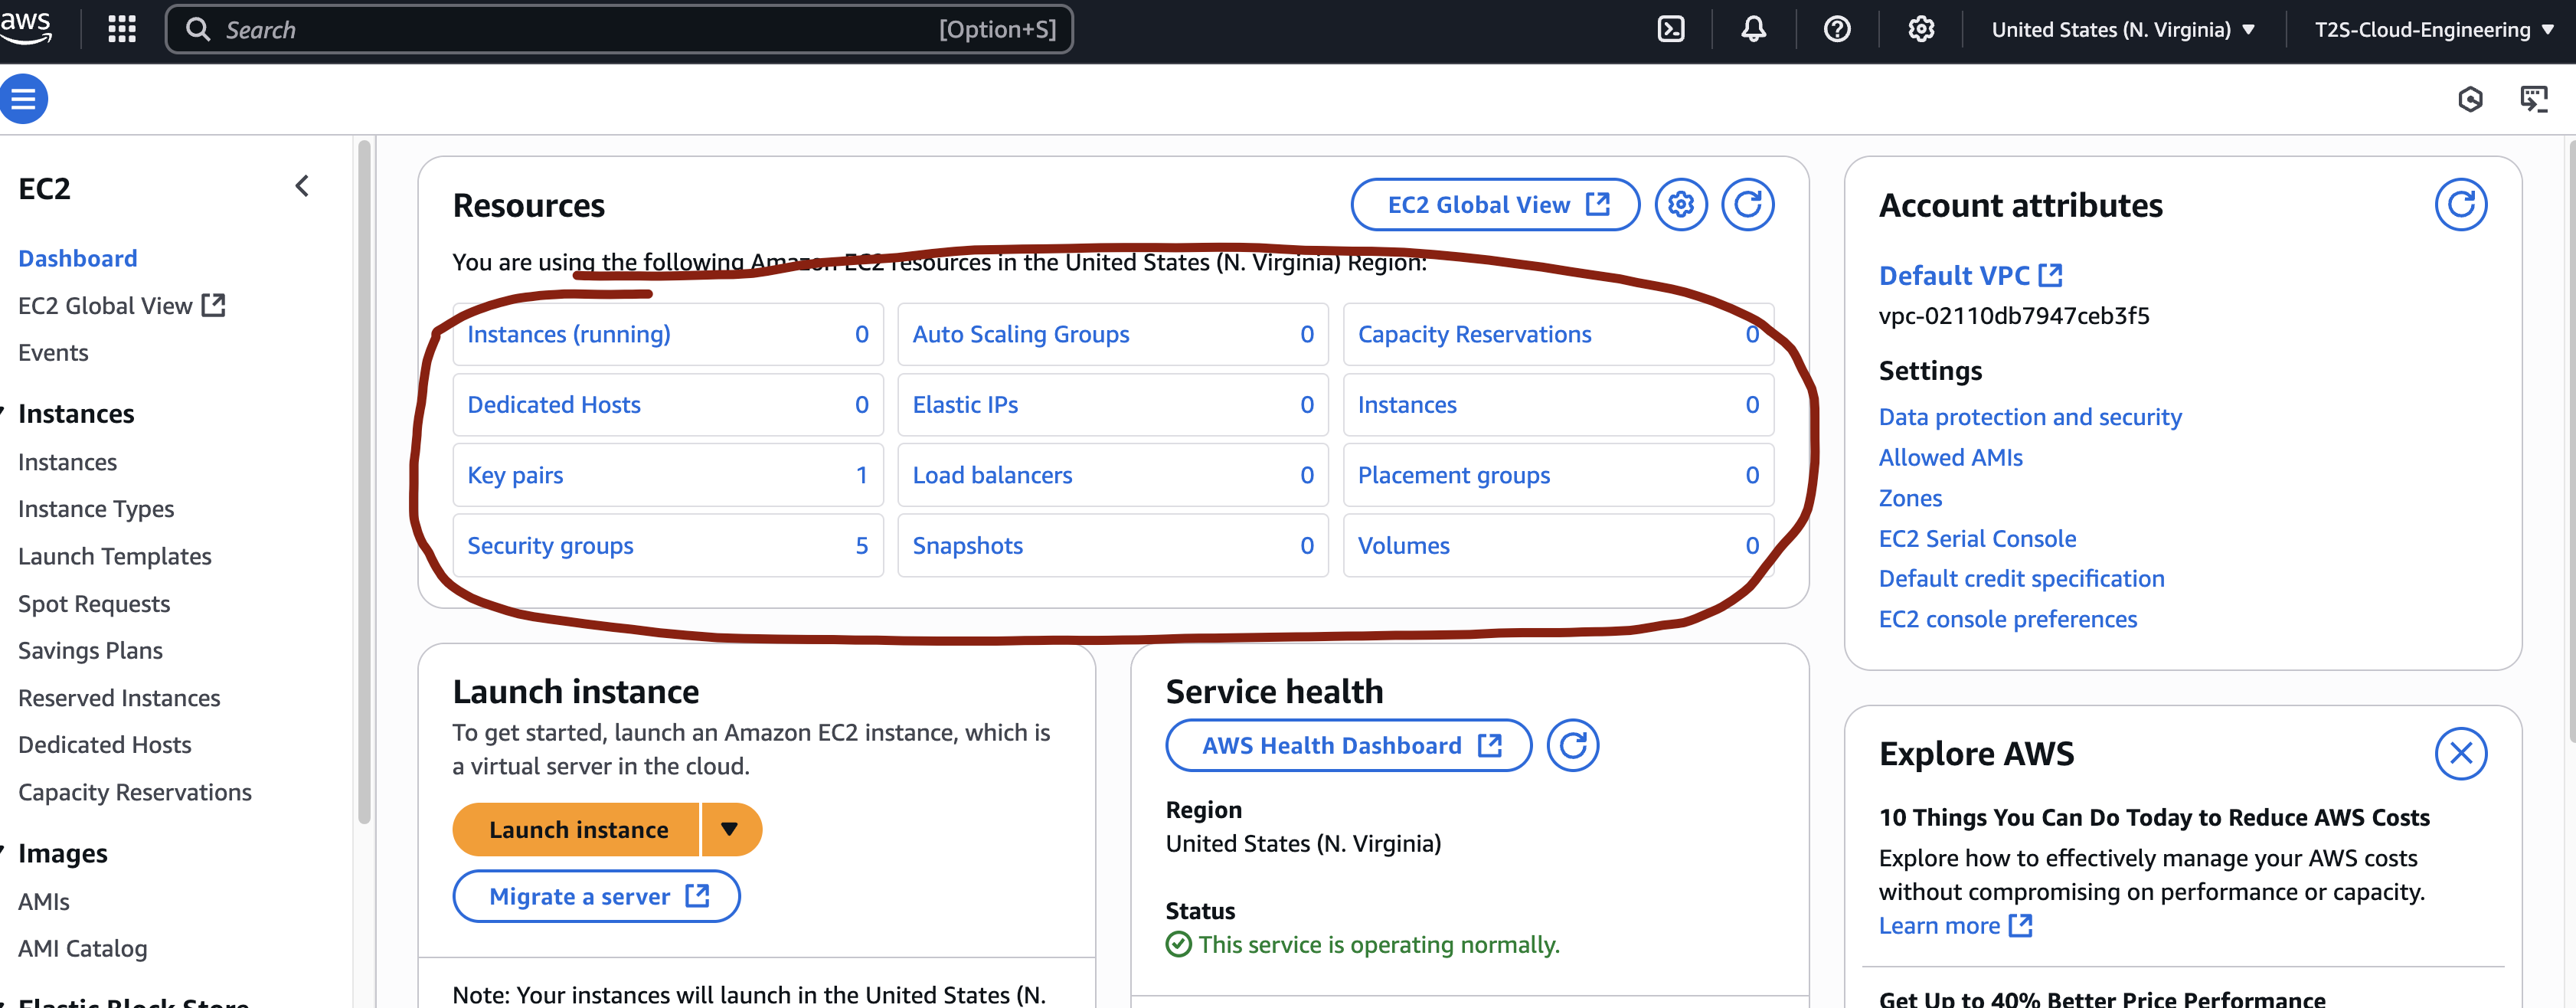 aws
Search
[Option+S]
United States (N. Virginia)
T2S-Cloud-Engineering
EC2
Dashboard
EC2 Global View
Events
Instances
Instances
Instance Types
Launch Templates
Spot Requests
Savings Plans
Reserved Instances
Dedicated Hosts
Capacity Reservations
Images
AMIs
AMI Catalog
Elastic Block Store
Resources
EC2 Global View
You are using the following Amazon EC2 resources in the United States (N. Virginia) Region:
Instances (running) 0
Auto Scaling Groups 0
Capacity Reservations 0
Dedicated Hosts 0
Elastic IPs 0
Instances 0
Key pairs 1
Load balancers 0
Placement groups 0
Security groups 5
Snapshots 0
Volumes 0
Launch instance
To get started, launch an Amazon EC2 instance, which is
a virtual server in the cloud.
Launch instance
Migrate a server
Note: Your instances will launch in the United States (N.
Service health
AWS Health Dashboard
Region
United States (N. Virginia)
Status
This service is operating normally.
Account attributes
Default VPC
vpc-02110db7947ceb3f5
Settings
Data protection and security
Allowed AMIs
Zones
EC2 Serial Console
Default credit specification
EC2 console preferences
Explore AWS
10 Things You Can Do Today to Reduce AWS Costs
Explore how to effectively manage your AWS costs
without compromising on performance or capacity.
Learn more
Get Up to 40% Better Price Performance